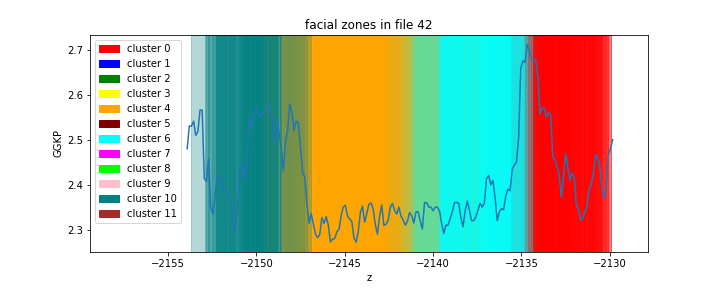 facial zones in file 42
GGKP
2.7
2.6
2.5
2.4
2.3
cluster 0
cluster 1
cluster 2
cluster 3
cluster 4
cluster 5
cluster 6
cluster 7
cluster 8
cluster 9
cluster 10
cluster 11
−2155 −2150 −2145 −2140 −2135 −2130
z